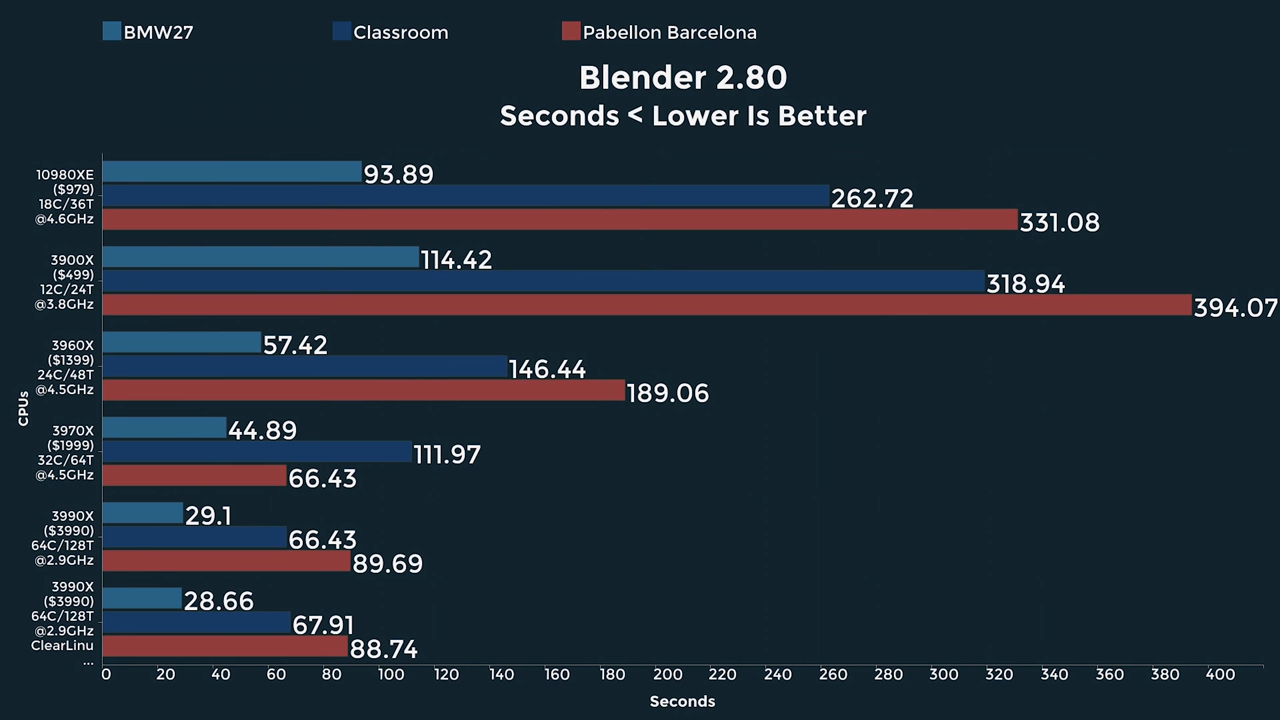 BMW27
Classroom
Pabellon Barcelona
Blender 2.80
Seconds < Lower Is Better
10980XE
($979)
18C/36T
@4.6GHz
93.89
262.72
331.08
3900X
($499)
12C/24T
@3.8GHz
114.42
318.94
394.07
3960X
($1399)
24C/48T
@4.5GHz
57.42
146.44
189.06
CPUs
3970X
($1999)
32C/64T
@4.5GHz
44.89
111.97
66.43
3990X
($3990)
64C/128T
@2.9GHz
29.1
66.43
89.69
3990X
($3990)
64C/128T
@2.9GHz
ClearLinu
...
28.66
67.91
88.74
0 20 40 60 80 100 120 140 160 180 200 220 240 260 280 300 320 340 360 380 400
Seconds